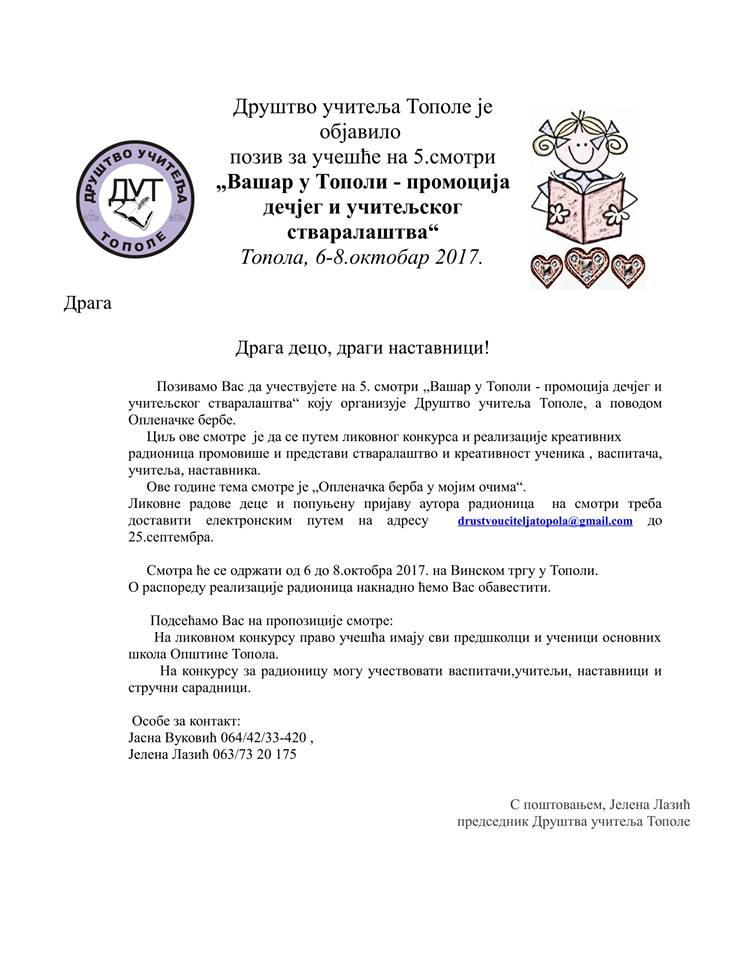 Друштво учитеља Тополе је
објавило
позив за учешће на 5.смотри
„Вашар у Тополи - промоција
дечјег и учитељског
стваралаштва“
Топола, 6-8.октобар 2017.
ДРУШТВО УЧИТЕЉА
ДУТ
ТОПОЛЕ
Драга
Драга децо, драги наставници!
Позивамо Вас да учествујете на 5. смотри „Вашар у Тополи - промоција дечјег и
учитељског стваралаштва“ коју организује Друштво учитеља Тополе, а поводом
Опленачке бербе.
Циљ ове смотре је да се путем ликовног конкурса и реализације креативних
радионица промовише и представи стваралаштво и креативност ученика , васпитача,
учитеља, наставника.
Ове године тема смотре је „Опленачка берба у мојим очима“.
Ликовне радове деце и попуњену пријаву аутора радионица на смотри треба
доставити електронским путем на адресу drustvouciteljatopola@gmail.com до
25.септембра.
Смотра ће се одржати од 6 до 8.октобра 2017. на Винском тргу у Тополи.
О распореду реализације радионица накнадно ћемо Вас обавестити.
Подсећамо Вас на пропозиције смотре:
На ликовном конкурсу право учешћа имају сви предшколци и ученици основних
школа Општине Топола.
На конкурсу за радионицу могу учествовати васпитачи,учитељи, наставници и
стручни сарадници.
Особе за контакт:
Јасна Вуковић 064/42/33-420 ,
Јелена Лазић 063/73 20 175
С поштовањем, Јелена Лазић
председник Друштва учитеља Тополе